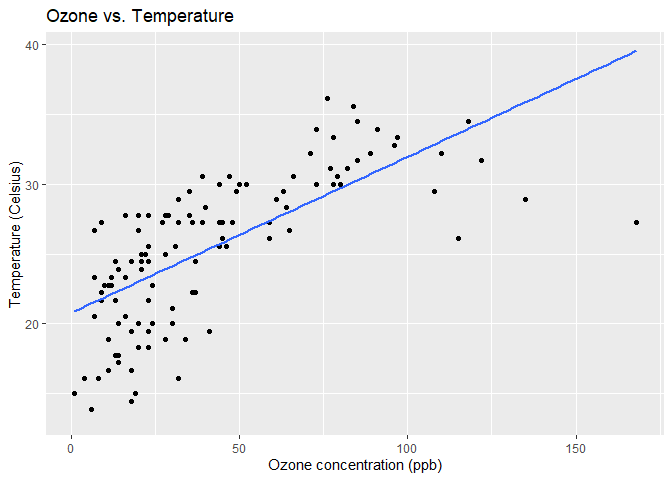 Ozone vs. Temperature
40
30
20
Temperature (Celsius)
0
50
100
150
Ozone concentration (ppb)